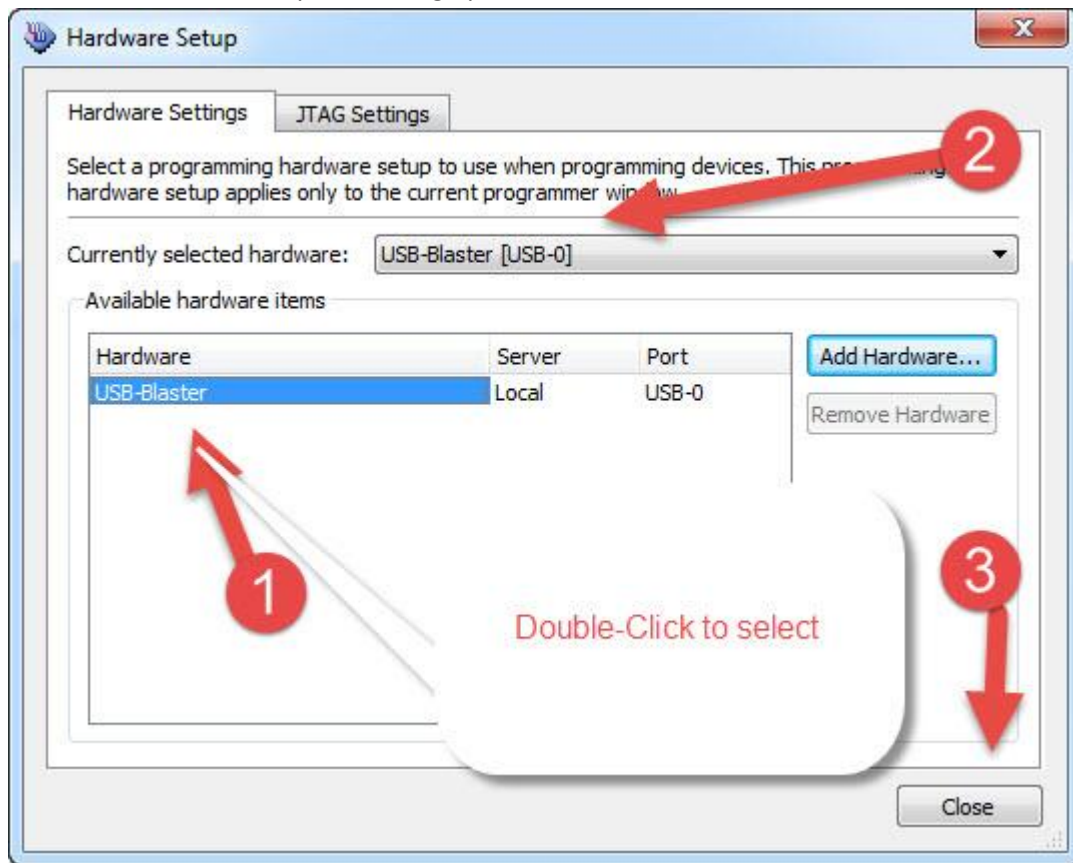 Hardware Setup
Hardware Settings
JTAG Settings
Select a programming hardware setup to use when programming devices. This
hardware setup applies only to the current programmer
2
Currently selected hardware:
USB-Blaster [USB-0]
Available hardware items
Hardware Server Port
USB-Blaster Local USB-0
Add Hardware...
Remove Hardware
1
Double-Click to select
3
Close